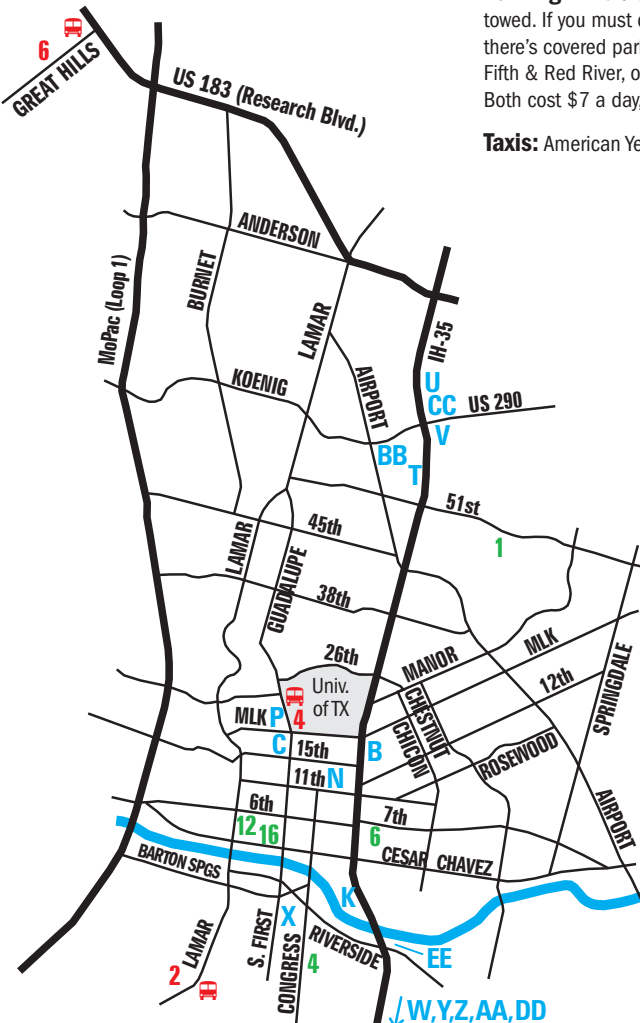 towed. If you must
there's covered
Fifth & Red River,
Both cost $7 a day,
Taxis: American
6
GREAT HILLS
US 183 (Research Blvd.)
ANDERSON
MoPac (Loop 1)
BURNET
LAMAR
IH-35
KOENIG
AIRPORT
U
CC
US 290
V
BB
T
51st
1
45th
LAMAR
GUADALUPE
38th
26th
MANOR
MLK
12th
SPRINGDALE
Univ.
of TX
MLK
P
4
CHESTNUT
CHICON
C
15th
B
ROSEWOOD
11th
N
6th
7th
AIRPORT
12
16
6
CESAR CHAVEZ
BARTON SPGS
K
X
LAMAR
S. FIRST
CONGRESS
RIVERSIDE
EE
2
4
W,Y,Z,AA,DD